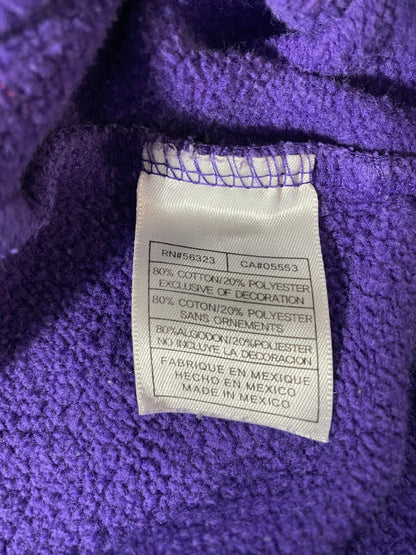 RN#56323 CA#05553
80% COTTON/20% POLYESTER
EXCLUSIVE OF DECORATION
80% COTON/20% POLYESTER
SANS ORNEMENTS
80%ALGODON/20%POLIESTER
NO INCLUYE LA DECORACION
FABRIQUE EN MEXIQUE
HECHO EN MEXICO
MADE IN MEXICO